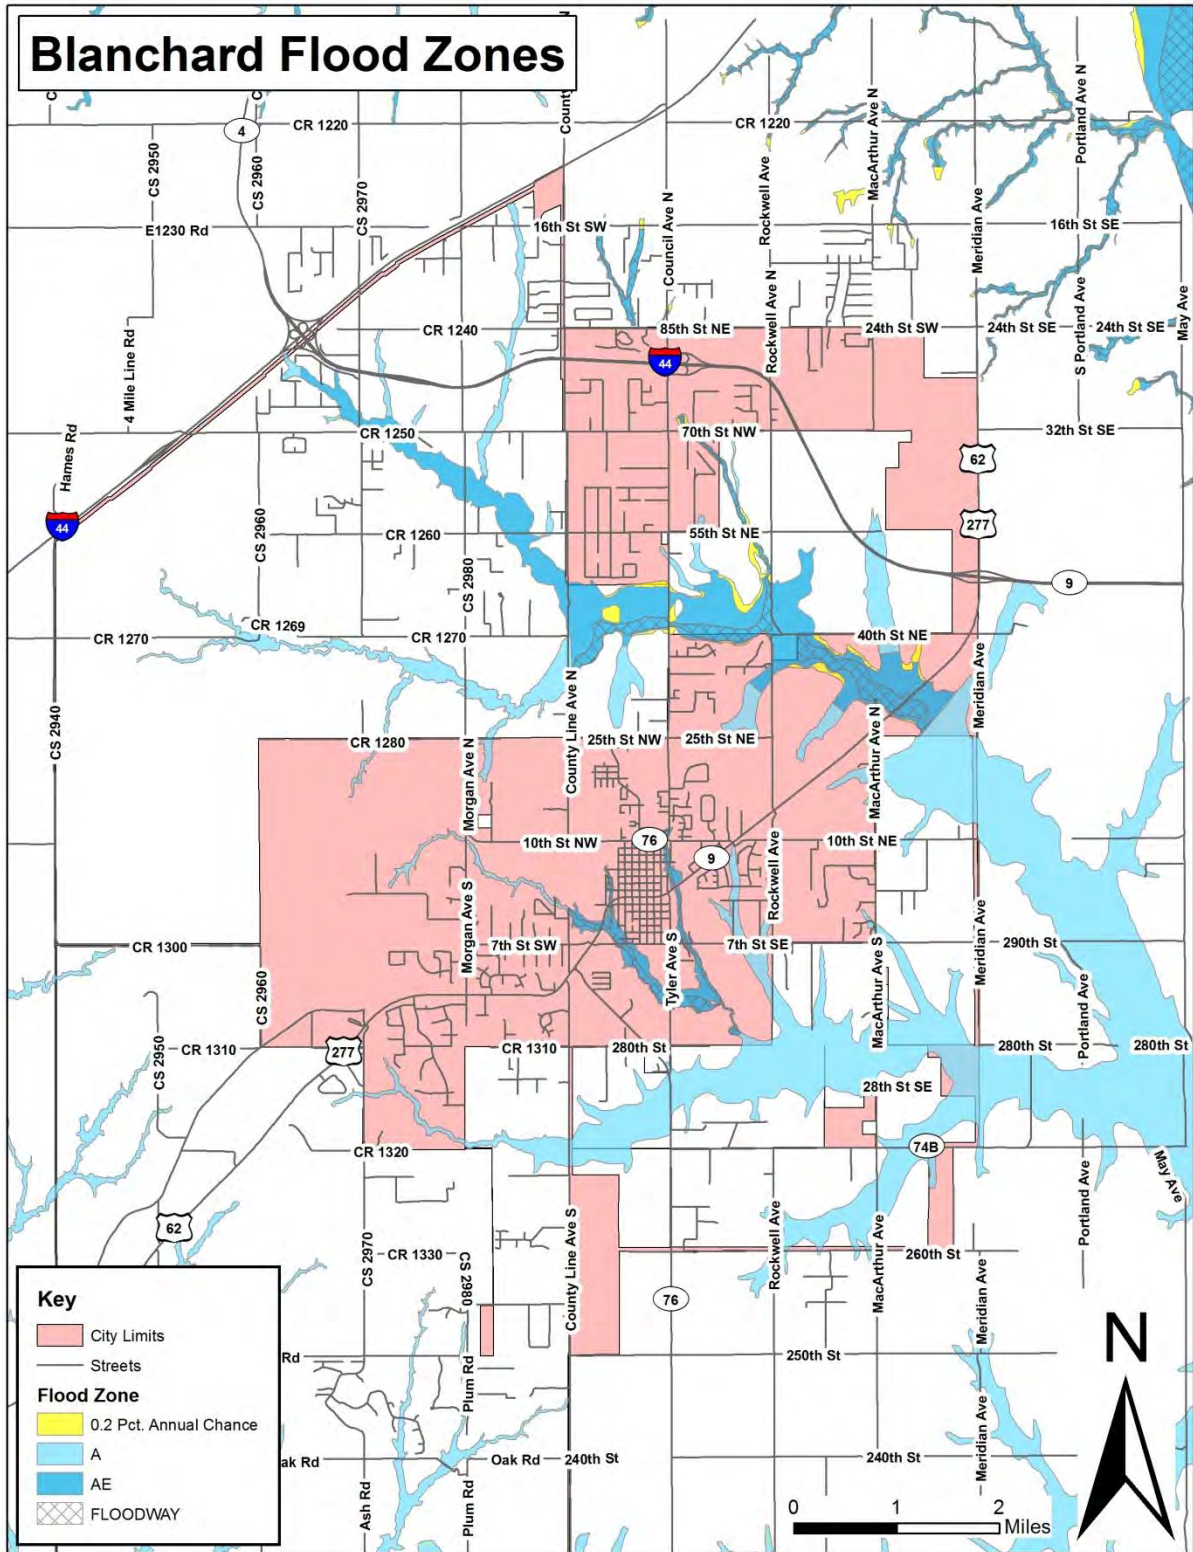 Blanchard Flood Zones
County N
4
CR 1220
CR 1220
CS 2950
CS 2960
CS 2970
Rockwell Ave
MacArthur Ave N
Portland Ave N
E1230 Rd
16th St SW
Council Ave N
Rockwell Ave
Meridian Ave
16th St SE
4 Mile Line Rd
CR 1240
85th St NE
Rockwell Ave N
24th St SW
24th St SE
S Portland Ave
24th St SE
May Ave
44
Hames Rd
CR 1250
70th St NW
32th St SE
62
44
CS 2960
CR 1260
CS 2980
55th St NE
277
9
CR 1270
CR 1269
CR 1270
County Line Ave N
40th St NE
Meridian Ave
CS 2940
CR 1280
Morgan Ave N
25th St NW
25th St NE
MacArthur Ave N
10th St NW
76
9
10th St NE
Rockwell Ave
Morgan Ave S
CR 1300
7th St SW
Tyler Ave S
7th St SE
MacArthur Ave S
Meridian Ave
290th St
CS 2960
Portland Ave
CS 2950
CR 1310
277
CR 1310
280th St
280th St
280th St
28th St SE
CR 1320
74B
May Ave
62
CS 2970
CR 1330
CS 2980
County Line Ave S
Rockwell Ave
MacArthur Ave
260th St
Portland Ave
76
Meridian Ave
Rd
250th St
Plum Rd
Meridian Ave
ak Rd
Oak Rd
240th St
240th St
Ash Rd
Plum Rd
Key
City Limits
Streets
Flood Zone
0.2 Pct. Annual Chance
A
AE
FLOODWAY
N
0 1 2
Miles